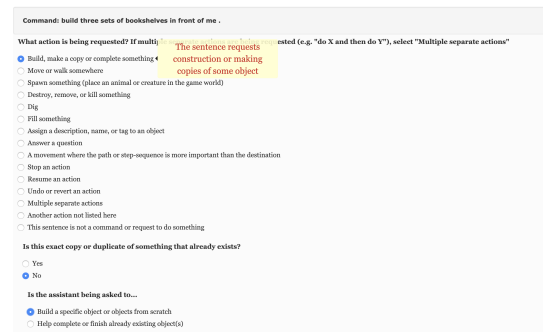 Command: build three sets of bookshelves in front of me .
What action is being requested? If multiple ested (e.g. "do X and then do Y"), select "Multiple separate actions"
The sentence requests
construction or making
copies of some object
Build, make a copy or complete something
Move or walk somewhere
Spawn something (place an animal or creature in the game world)
Destroy, remove, or kill something
Dig
Fill something
Assign a description, name, or tag to an object
Answer a question
A movement where the path or step-sequence is more important than the destination
Stop an action
Resume an action
Undo or revert an action
Multiple separate actions
Another action not listed here
This sentence is not a command or request to do something
Is this exact copy or duplicate of something that already exists?
Yes
No
Is the assistant being asked to...
Build a specific object or objects from scratch
Help complete or finish already existing object(s)